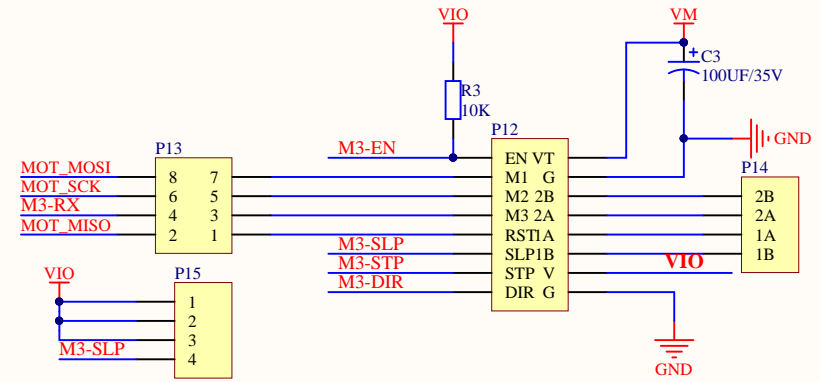 VIO
VM
C3
100UF/35V
R3
10K
P12
M3-EN
GND
P13
P14
MOT_MOSI
MOT_SCK
M3-RX
MOT_MISO
8 7
6 5
4 3
2 1
EN VT
M1 G
M2 2B
M3 2A
RST1A
SLP1B
STP V
DIR G
2B
2A
1A
1B
M3-SLP
M3-STP
M3-DIR
VIO
VIO
P15
1
2
3
4
M3-SLP
GND